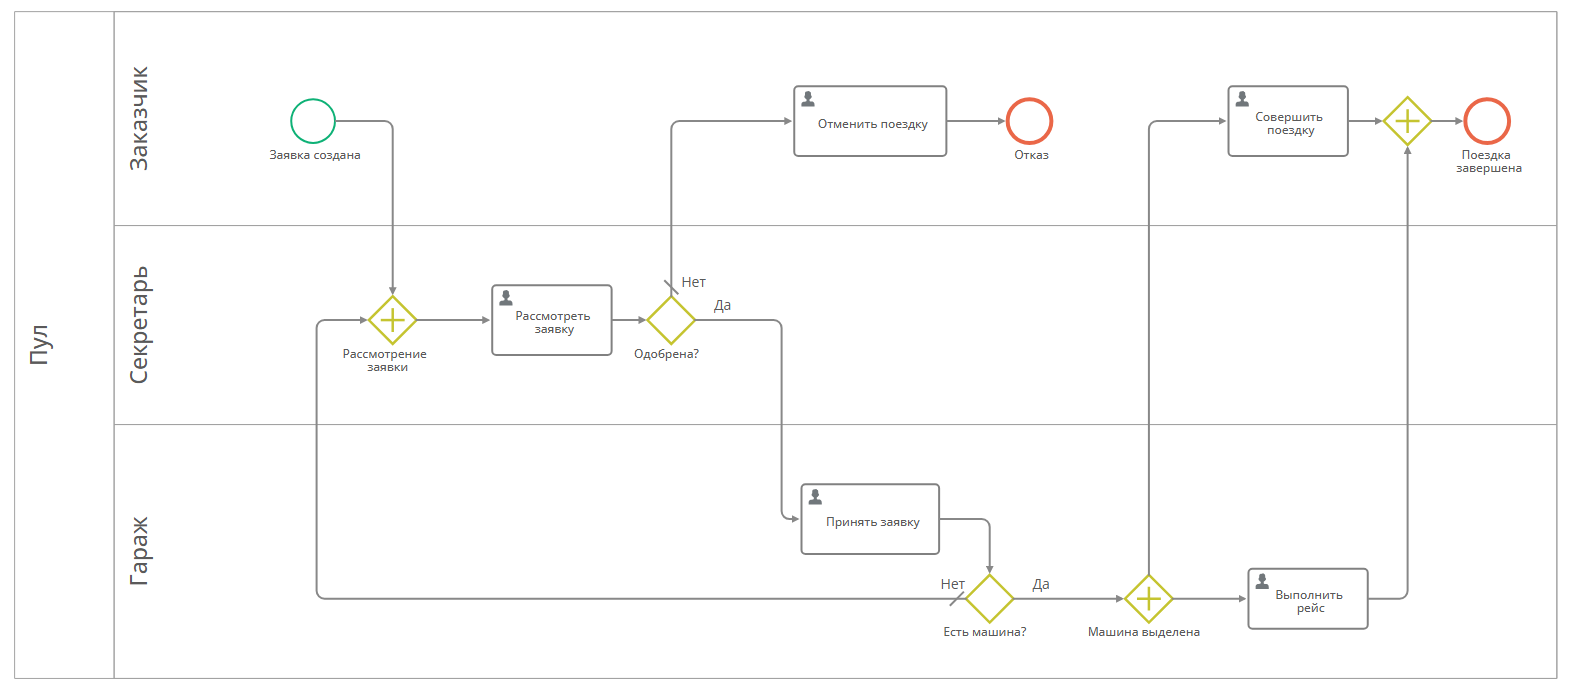 Пул
Заказчик
Заявка создана
Отменить поездку
Отказ
Совершить
поездку
Поездка
завершена
Секретарь
Рассмотрение
заявки
Рассмотреть
заявку
Нет
Да
Одобрена?
Гараж
Принять заявку
Нет
Да
Есть машина?
Машина выделена
Выполнить
рейс